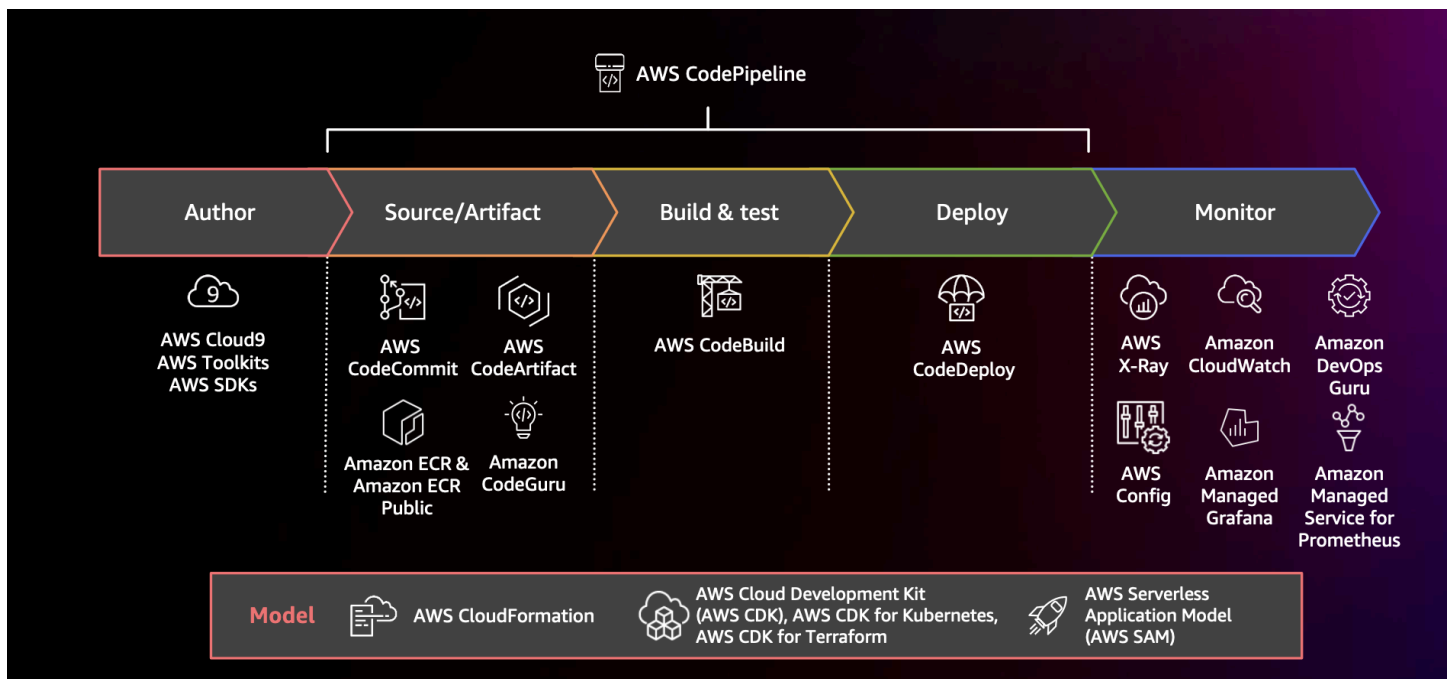 AWS CodePipeline
Author
Source/Artifact
Build & test
Deploy
Monitor
9
AWS Cloud9
AWS Toolkits
AWS SDKs
</>
AWS
CodeCommit
</>
AWS
CodeArtifact
Amazon ECR &
Amazon ECR
Public
</>
Amazon
CodeGuru
</>
AWS CodeBuild
</>
AWS
CodeDeploy
AWS
X-Ray
Amazon
CloudWatch
Amazon
DevOps
Guru
AWS
Config
Amazon
Managed
Grafana
Amazon
Managed
Service for
Prometheus
Model
AWS CloudFormation
AWS Cloud Development Kit
(AWS CDK), AWS CDK for Kubernetes,
AWS CDK for Terraform
AWS Serverless
Application Model
(AWS SAM)